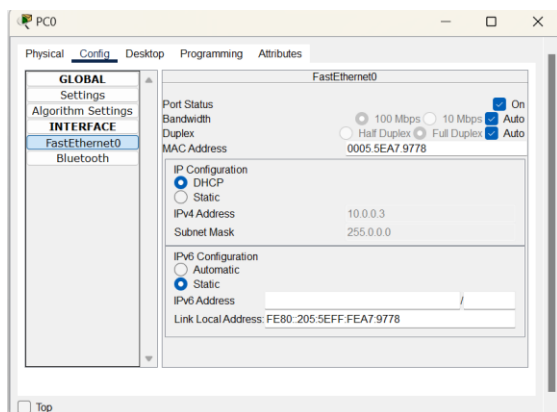 PC0
Physical Config Desktop Programming Attributes
GLOBAL
Settings
Algorithm Settings
INTERFACE
FastEthernet0
Bluetooth
FastEthernet0
Port Status On
Bandwidth 100 Mbps 10 Mbps Auto
Duplex Half Duplex Full Duplex Auto
MAC Address 0005.5EA7.9778
IP Configuration
DHCP
Static
IPv4 Address 10.0.0.3
Subnet Mask 255.0.0.0
IPv6 Configuration
Automatic
Static
IPv6 Address /
Link Local Address: FE80::205:5EFF:FEA7:9778
Top